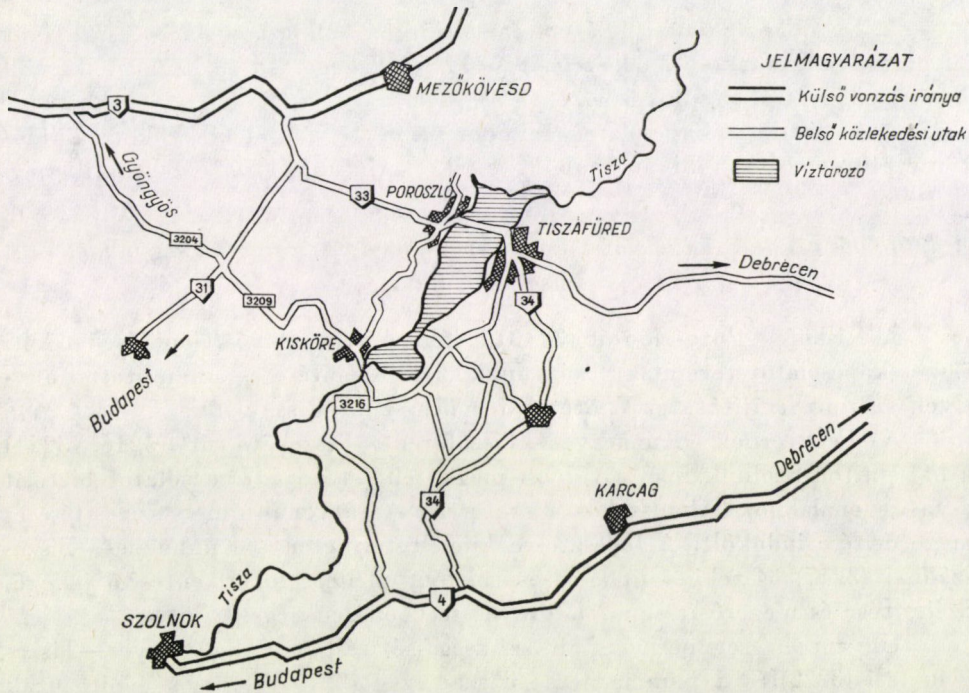 JELMAGYARÁZAT
Külső vonzás iránya
Belső közlekedési utak
Víztározó
MEZŐKÖVESD
3
Gyöngyös
Tisza
POROSZLÓ
33
TISZAFÜRED
3204
Debrecen
31
3209
34
KISKÖRE
Budapest
3216
Debrecen
KARCAG
34
Tisza
4
SZOLNOK
Budapest